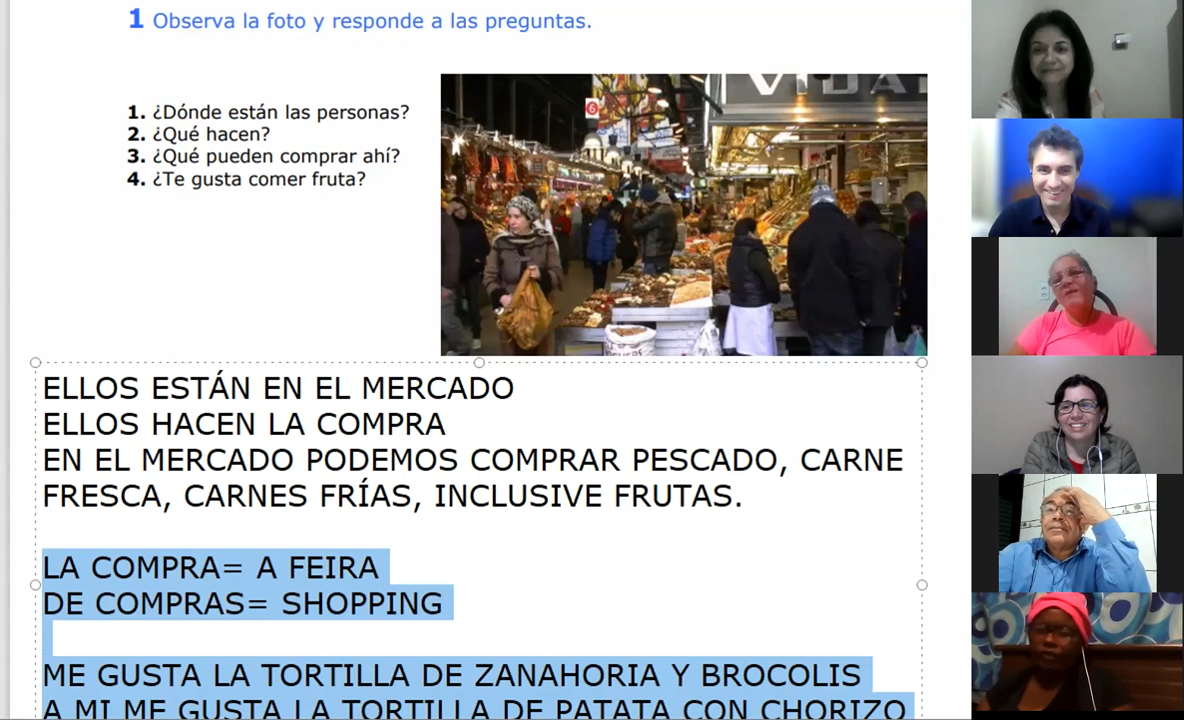 1 Observa la foto y responde a las preguntas.
1. ¿Dónde están las personas?
2. ¿Qué hacen?
3. ¿Qué pueden comprar ahí?
4. ¿Te gusta comer fruta?
VIDAL
6
ELLOS ESTÁN EN EL MERCADO
ELLOS HACEN LA COMPRA
EN EL MERCADO PODEMOS COMPRAR PESCADO, CARNE
FRESCA, CARNES FRÍAS, INCLUSIVE FRUTAS.
LA COMPRA= A FEIRA
DE COMPRAS= SHOPPING
ME GUSTA LA TORTILLA DE ZANAHORIA Y BROCOLIS
A MI ME GUSTA LA TORTILLA DE PATATA CON CHORIZO